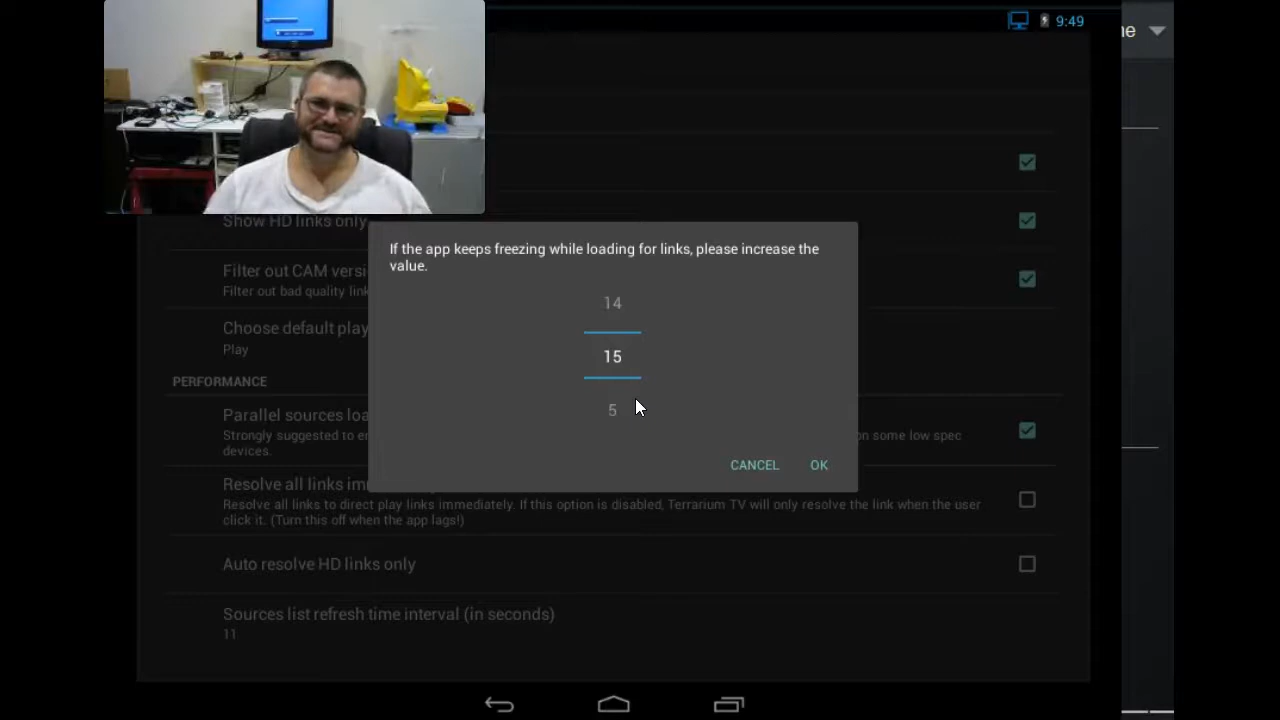 9:49
ne
Show HD links only
If the app keeps freezing while loading for links, please increase the
value.
Filter out CAM versi
Filter out bad quality link
14
Choose default play
Play
15
PERFORMANCE
5
Parallel sources loa
Strongly suggested to e
on some low spec
devices.
CANCEL
OK
Resolve all links im
Resolve all links to direct play links immediately. If this option is disabled, Terrarium TV will only resolve the link when the user
click it. (Turn this off when the app lags!)
Auto resolve HD links only
Sources list refresh time interval (in seconds)
11